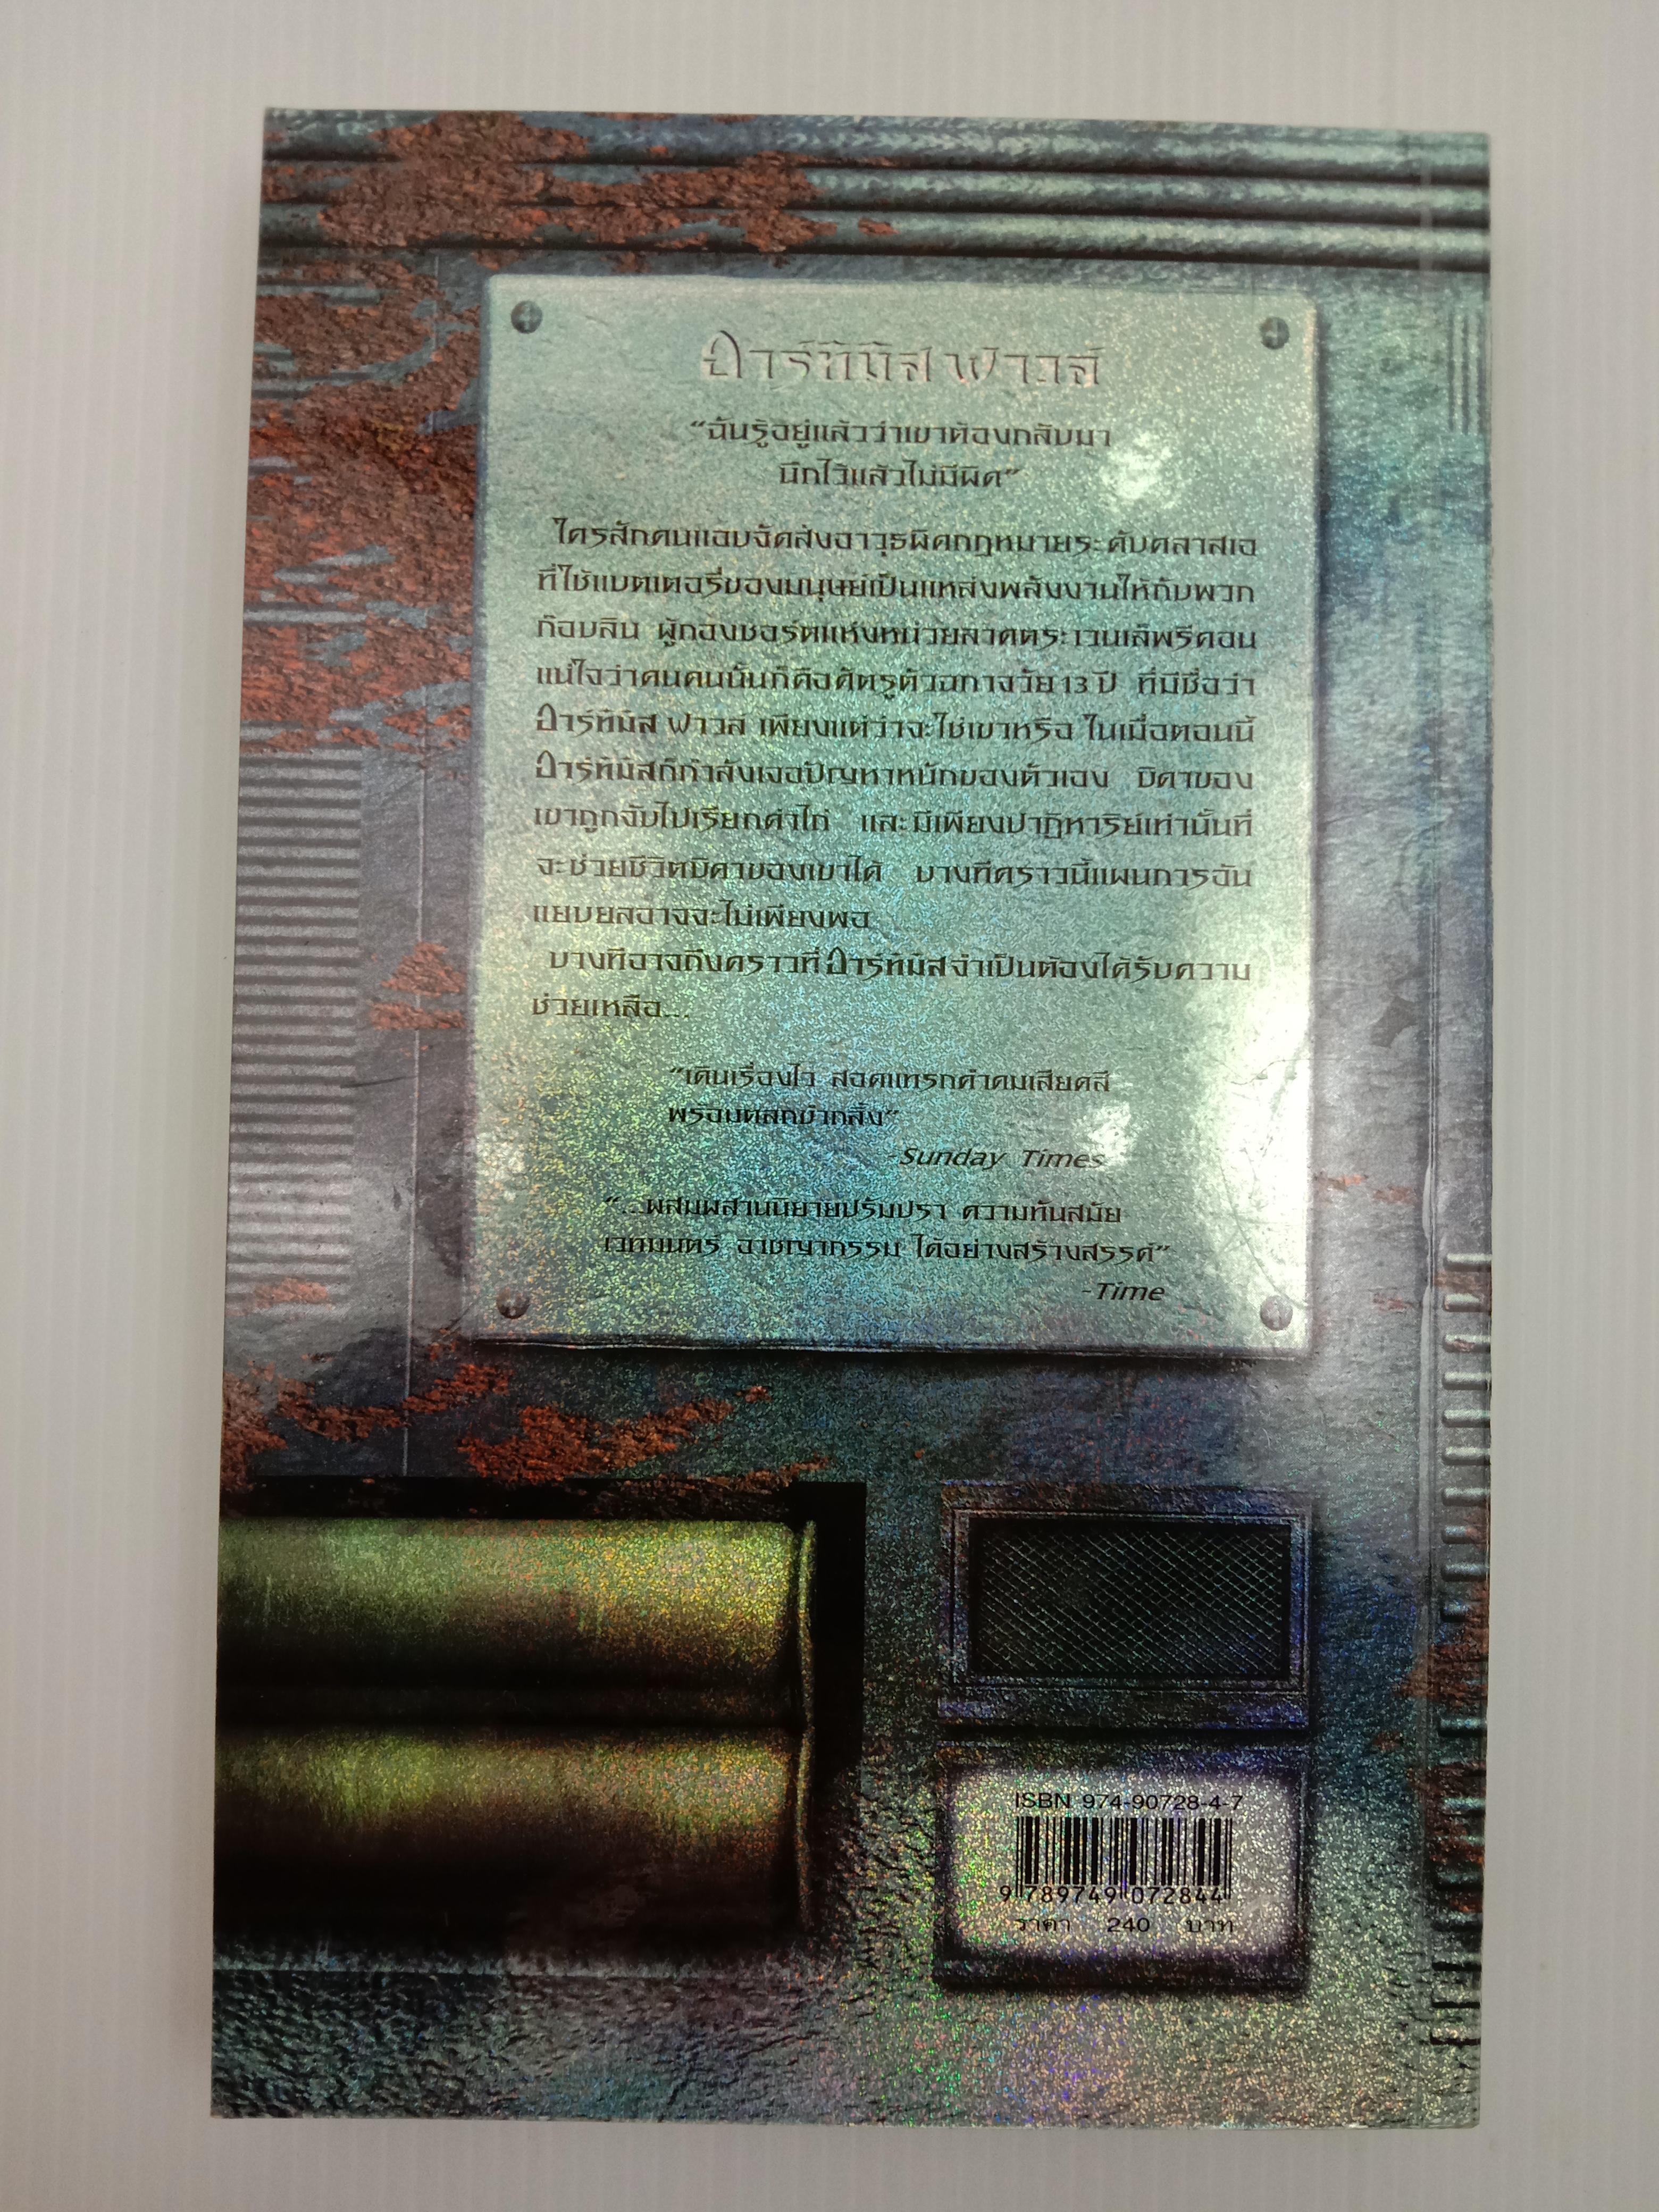 อาร์ทิมิส ฟาวล์
“ฉันรู้อยู่แล้วว่าเขาต้องกลับมา
นึกไว้แล้วไม่มีผิด”
ใครสักคนแอบจัดส่งอาวุธผิดกฎหมายระดับคลาสเอ
ที่ใช้แบตเตอรี่ของมนุษย์เป็นแหล่งพลังงานให้กับพวก
ก๊อบลิน ผู้กองชอร์ตแห่งหน่วยลาดตระเวนเล็พรีคอน
แน่ใจว่าคนคนนั้นก็คือศัตรูตัวฉกาจวัย 13 ปี ที่มีชื่อว่า
อาร์ทิมิส ฟาวล์ เพียงแต่ว่าจะใช่เขาหรือ ในเมื่อตอนนี้
อาร์ทิมิสก็กำลังเจอปัญหาหนักของตัวเอง บิดาของ
เขาถูกจับไปเรียกค่าไถ่ และมีเพียงปาฏิหาริย์เท่านั้นที่
จะช่วยชีวิตบิดาของเขาได้ บางทีคราวนี้แผนการอัน
แยบยลอาจจะไม่เพียงพอ
บางทีอาจถึงคราวที่อาร์ทิมิสจำเป็นต้องได้รับความ
ช่วยเหลือ...
“เดินเรื่องไว สอดแทรกคำคมเสียดสี
พร้อมตลกขำกลิ้ง”
-Sunday Times
“...ผสมผสานนิยายปรัมปรา ความทันสมัย
เวทมนตร์ อาชญากรรม ได้อย่างสร้างสรรค์”
-Time
ISBN 974-90728-4-7
9 789749 072844
ราคา 240 บาท